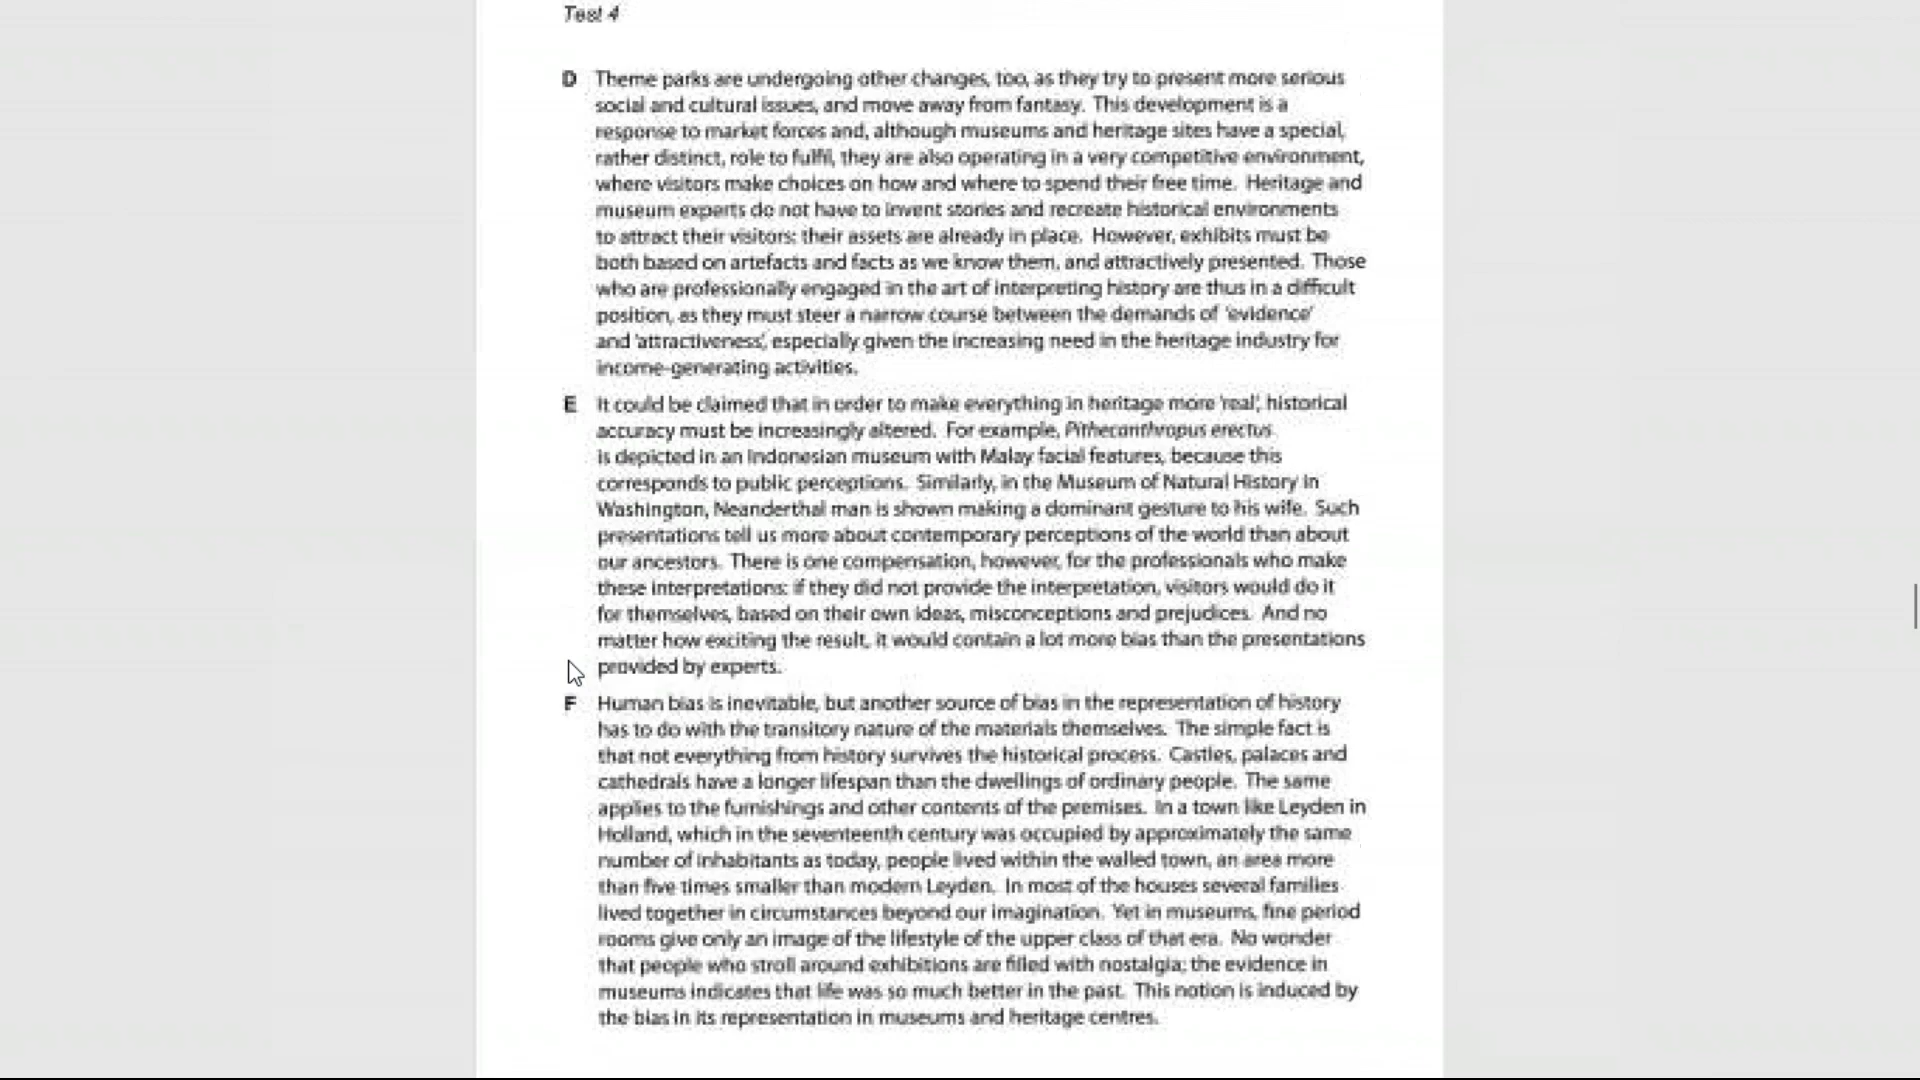 Test 4
D Theme parks are undergoing other changes, too, as they try to present more serious
social and cultural issues, and move away from fantasy. This development is a
response to market forces and, although museums and heritage sites have a special,
rather distinct, role to fulfil, they are also operating in a very competitive environment,
where visitors make choices on how and where to spend their free time. Heritage and
museum experts do not have to invent stories and recreate historical environments
to attract their visitors: their assets are already in place. However, exhibits must be
both based on artefacts and facts as we know them, and attractively presented. Those
who are professionally engaged in the art of interpreting history are thus in a difficult
position, as they must steer a narrow course between the demands of 'evidence'
and 'attractiveness', especially given the increasing need in the heritage industry for
income-generating activities.
E It could be claimed that in order to make everything in heritage more 'real', historical
accuracy must be increasingly altered. For example, Pithecanthropus erectus
is depicted in an Indonesian museum with Malay facial features, because this
corresponds to public perceptions. Similarly, in the Museum of Natural History in
Washington, Neanderthal man is shown making a dominant gesture to his wife. Such
presentations tell us more about contemporary perceptions of the world than about
our ancestors. There is one compensation, however, for the professionals who make
these interpretations: if they did not provide the interpretation, visitors would do it
for themselves, based on their own ideas, misconceptions and prejudices. And no
matter how exciting the result, it would contain a lot more bias than the presentations
provided by experts.
F Human bias is inevitable, but another source of bias in the representation of history
has to do with the transitory nature of the materials themselves. The simple fact is
that not everything from history survives the historical process. Castles, palaces and
cathedrals have a longer lifespan than the dwellings of ordinary people. The same
applies to the furnishings and other contents of the premises. In a town like Leyden in
Holland, which in the seventeenth century was occupied by approximately the same
number of inhabitants as today, people lived within the walled town, an area more
than five times smaller than modern Leyden. In most of the houses several families
lived together in circumstances beyond our imagination. Yet in museums, fine period
rooms give only an image of the lifestyle of the upper class of that era. No wonder
that people who stroll around exhibitions are filled with nostalgia; the evidence in
museums indicates that life was so much better in the past. This notion is induced by
the bias in its representation in museums and heritage centres.